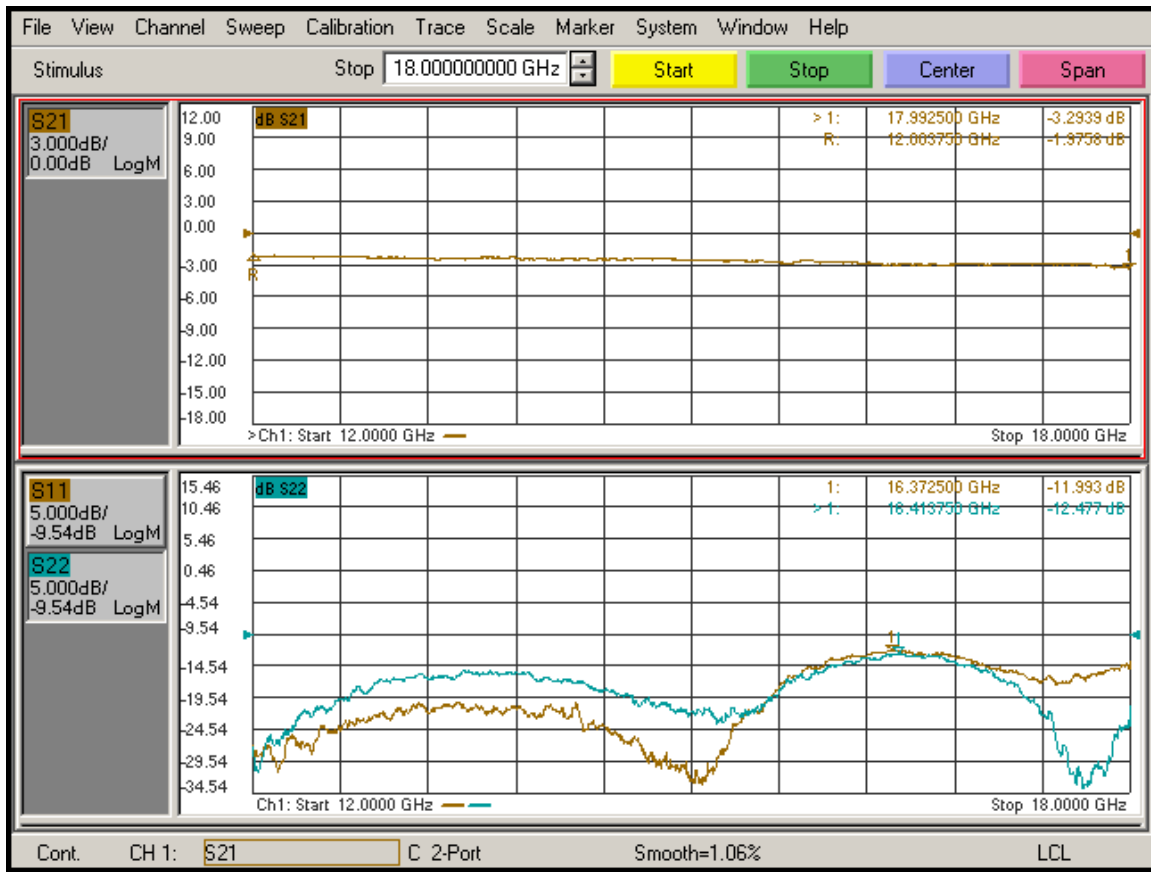 File View Channel Sweep Calibration Trace Scale Marker System Window Help
Stimulus Stop 18.000000000 GHz Start Stop Center Span
S21
3.000dB/
0.00dB LogM
12.00
9.00
6.00
3.00
0.00
-3.00
-6.00
-9.00
-12.00
-15.00
-18.00
dB S21
> 1: 17.992500 GHz -3.2939 dB
R: 12.003750 GHz -1.9758 dB
1
R
>Ch1: Start 12.0000 GHz Stop 18.0000 GHz
S11
5.000dB/
-9.54dB LogM
S22
5.000dB/
-9.54dB LogM
15.46
10.46
5.46
0.46
-4.54
-9.54
-14.54
-19.54
-24.54
-29.54
-34.54
dB S22
1: 16.372500 GHz -11.993 dB
> 1: 16.413750 GHz -12.477 dB
1
1
Ch1: Start 12.0000 GHz Stop 18.0000 GHz
Cont. CH 1: S21 C 2-Port Smooth=1.06% LCL